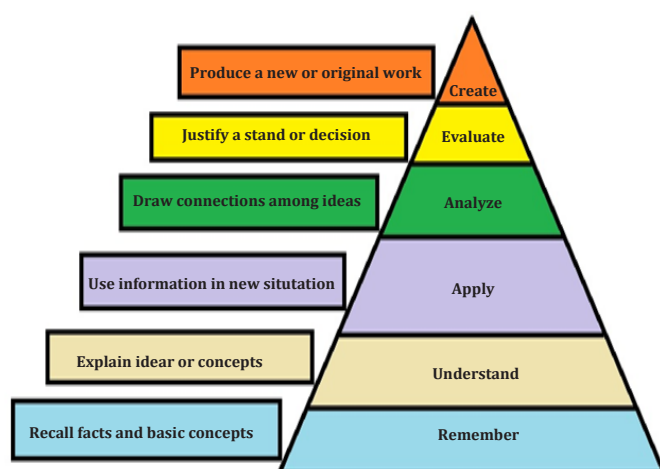 Produce a new or original work
Create
Justify a stand or decision
Evaluate
Draw connections among ideas
Analyze
Use information in new situtation
Apply
Explain idear or concepts
Understand
Recall facts and basic concepts
Remember